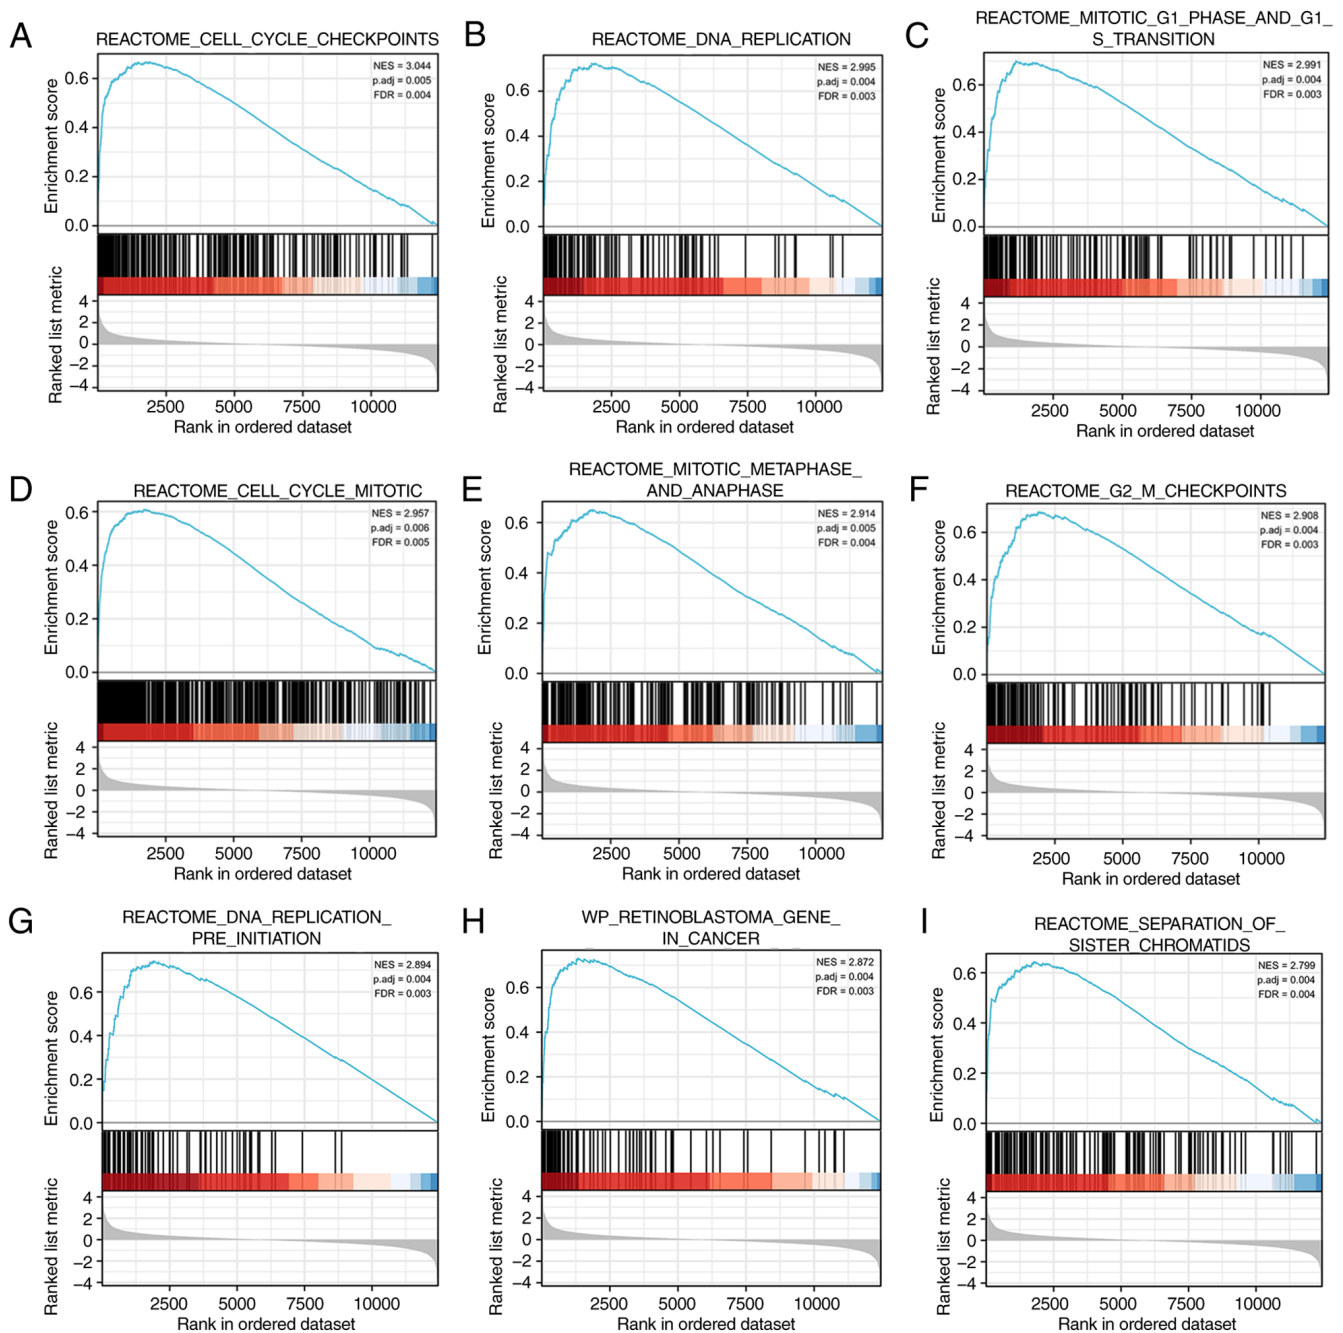 A
REACTOME_CELL_CYCLE_CHECKPOINTS
NES = 3.044
p.adj = 0.005
FDR = 0.004
Enrichment score
0.6
0.4
0.2
0.0
Ranked list metric
4
2
0
−2
−4
2500 5000 7500 10000
Rank in ordered dataset
B
REACTOME_DNA_REPLICATION
NES = 2.995
p.adj = 0.004
FDR = 0.003
Enrichment score
0.6
0.4
0.2
0.0
Ranked list metric
4
2
0
−2
−4
2500 5000 7500 10000
Rank in ordered dataset
C
REACTOME_MITOTIC_G1_PHASE_AND_G1_
S_TRANSITION
NES = 2.991
p.adj = 0.004
FDR = 0.003
Enrichment score
0.6
0.4
0.2
0.0
Ranked list metric
4
2
0
−2
−4
2500 5000 7500 10000
Rank in ordered dataset
D
REACTOME_CELL_CYCLE_MITOTIC
NES = 2.957
p.adj = 0.006
FDR = 0.005
Enrichment score
0.6
0.4
0.2
0.0
Ranked list metric
4
2
0
−2
−4
2500 5000 7500 10000
Rank in ordered dataset
E
REACTOME_MITOTIC_METAPHASE_
AND_ANAPHASE
NES = 2.914
p.adj = 0.005
FDR = 0.004
Enrichment score
0.6
0.4
0.2
0.0
Ranked list metric
4
2
0
−2
−4
2500 5000 7500 10000
Rank in ordered dataset
F
REACTOME_G2_M_CHECKPOINTS
NES = 2.908
p.adj = 0.004
FDR = 0.003
Enrichment score
0.6
0.4
0.2
0.0
Ranked list metric
4
2
0
−2
−4
2500 5000 7500 10000
Rank in ordered dataset
G
REACTOME_DNA_REPLICATION_
PRE_INITIATION
NES = 2.894
p.adj = 0.004
FDR = 0.003
Enrichment score
0.6
0.4
0.2
0.0
Ranked list metric
4
2
0
−2
−4
2500 5000 7500 10000
Rank in ordered dataset
H
WP_RETINOBLASTOMA_GENE_
IN_CANCER
NES = 2.872
p.adj = 0.004
FDR = 0.003
Enrichment score
0.6
0.4
0.2
0.0
Ranked list metric
4
2
0
−2
−4
2500 5000 7500 10000
Rank in ordered dataset
I
REACTOME_SEPARATION_OF_
SISTER_CHROMATIDS
NES = 2.799
p.adj = 0.004
FDR = 0.004
Enrichment score
0.6
0.4
0.2
0.0
Ranked list metric
4
2
0
−2
−4
2500 5000 7500 10000
Rank in ordered dataset